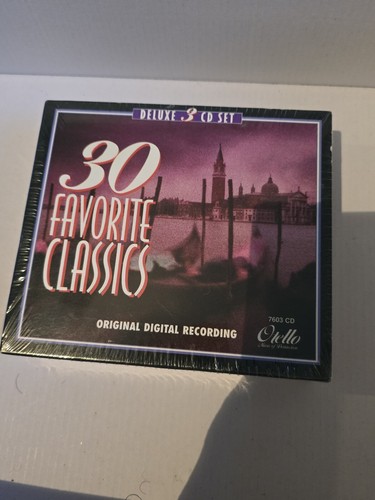 DELUXE 3 CD SET
30
FAVORITE
CLASSICS
ORIGINAL DIGITAL RECORDING
7603 CD
Otello